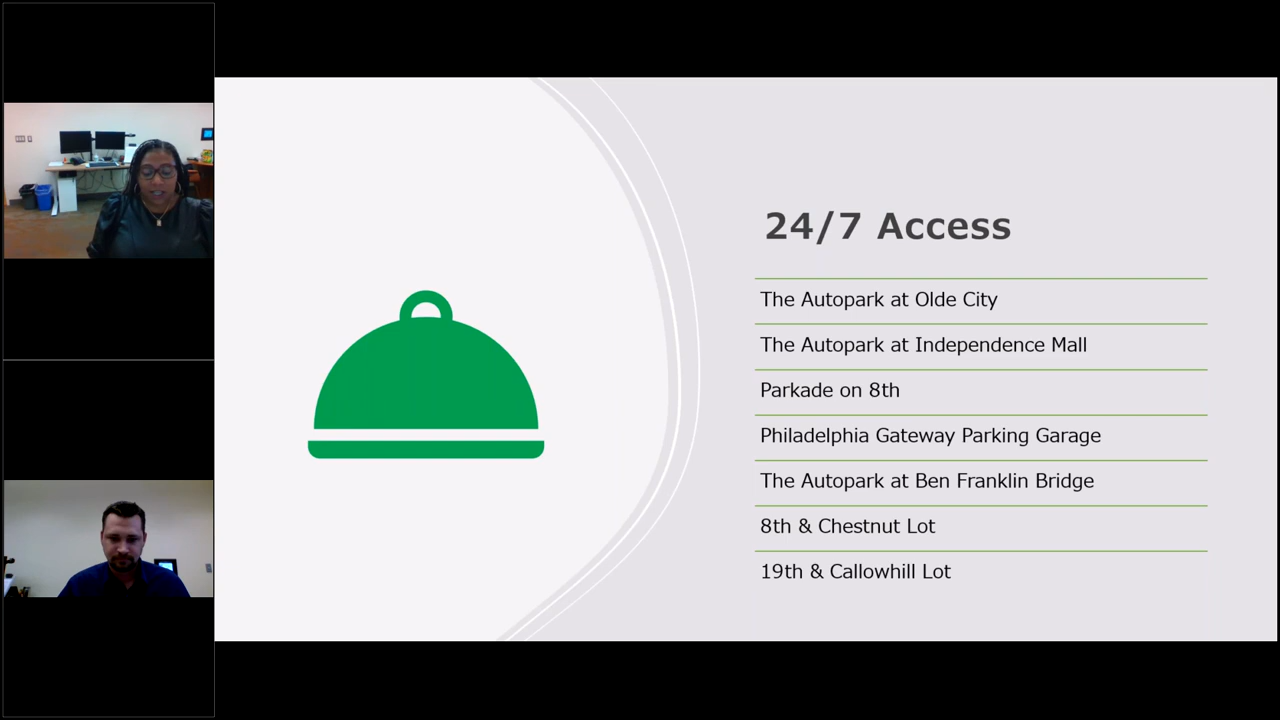 24/7 Access
The Autopark at Olde City
The Autopark at Independence Mall
Parkade on 8th
Philadelphia Gateway Parking Garage
The Autopark at Ben Franklin Bridge
8th & Chestnut Lot
19th & Callowhill Lot